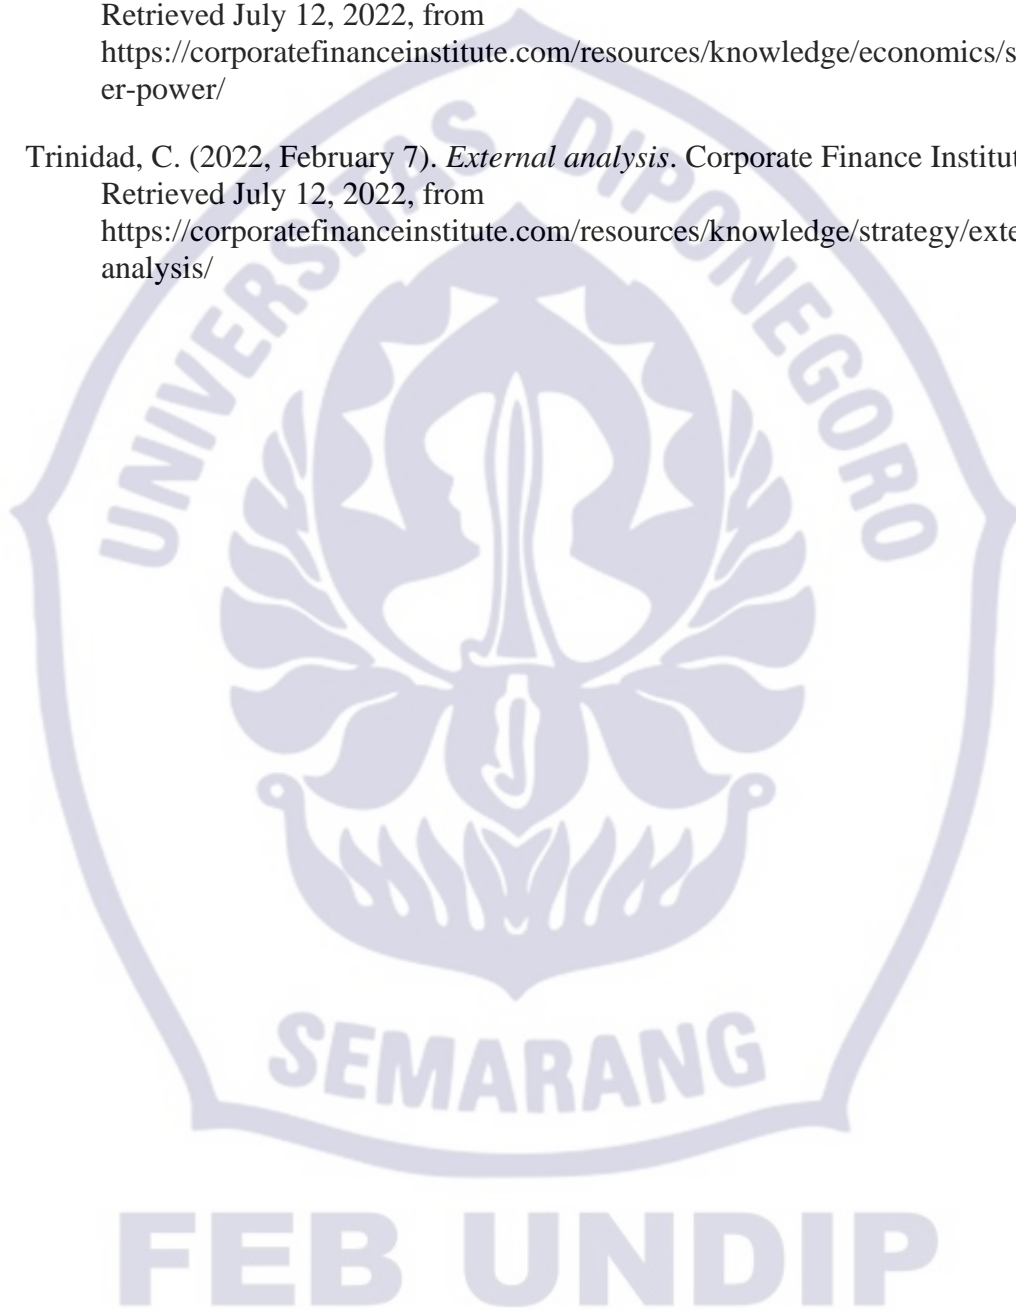 Retrieved July 12, 2022, from
https://corporatefinanceinstitute.com/resources/knowledge/economics/s
er-power/
Trinidad, C. (2022, February 7). External analysis. Corporate Finance Institut
Retrieved July 12, 2022, from
https://corporatefinanceinstitute.com/resources/knowledge/strategy/exte
analysis/
UNIVERSITAS DIPONEGORO
SEMARANG
FEB UNDIP